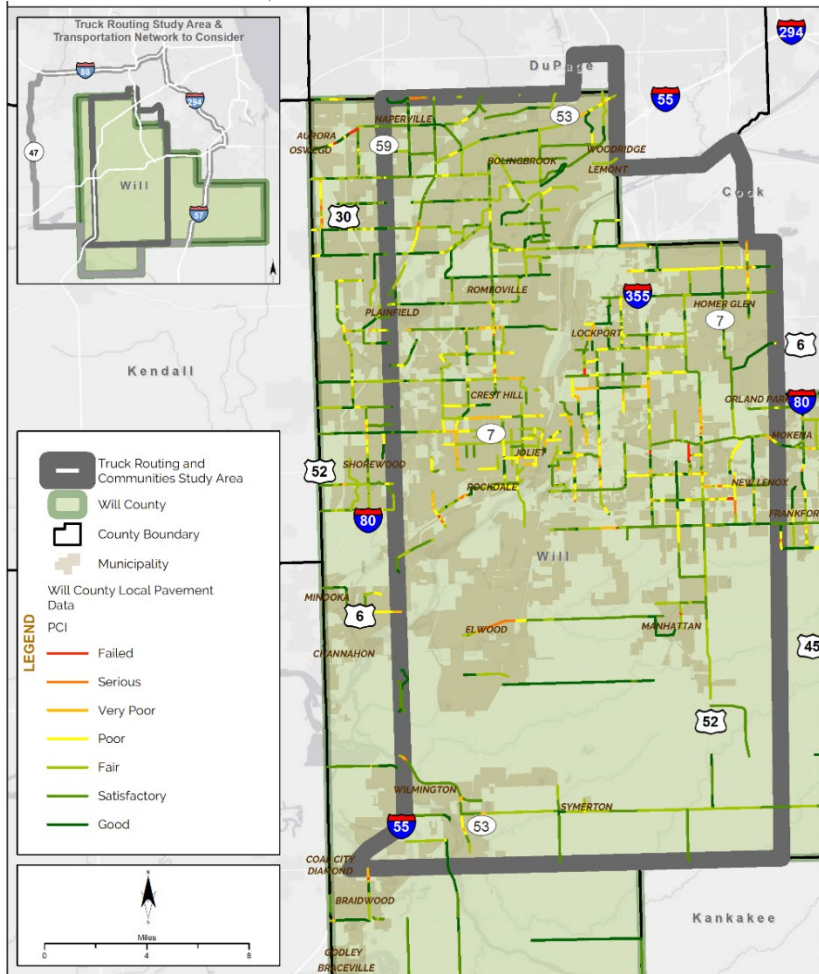 Truck Routing Study Area &
Transportation Network to Consider
88
294
47
Will
57
294
DuPage
55
53
NAPERVILLE
AURORA
OSWEGO
59
WOODRIDGE
BOLINGBROOK
LEMONT
Cook
30
ROMEOVILLE
355
HOMER GLEN
PLAINFIELD
7
LOCKPORT
6
Kendall
CREST HILL
ORLAND PARK
80
7
MOKENA
JOLIET
52
SHOREWOOD
ROCKDALE
NEW LENOX
80
FRANKFOR
Will
MINOOKA
6
ELWOOD
MANHATTAN
CHANNAHON
45
52
WILMINGTON
SYMERTON
55
53
COAL CITY
DIAMOND
BRAIDWOOD
Kankakee
GODLEY
BRACEVILLE
LEGEND
Truck Routing and
Communities Study Area
Will County
County Boundary
Municipality
Will County Local Pavement
Data
PCI
Failed
Serious
Very Poor
Poor
Fair
Satisfactory
Good
Miles
0 4 8